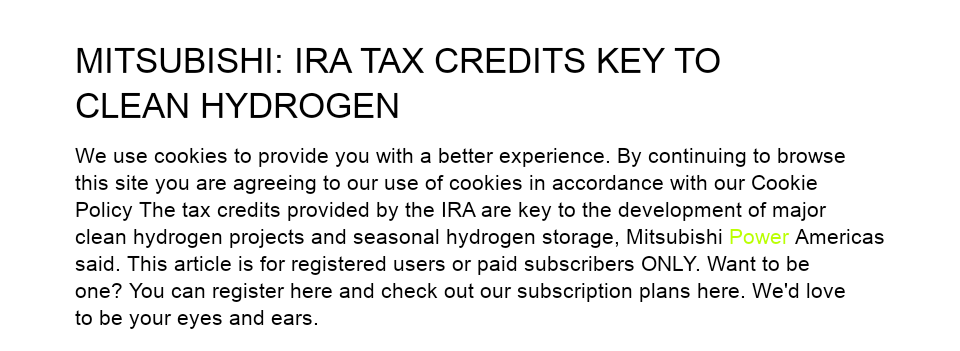 MITSUBISHI: IRA TAX CREDITS KEY TO
CLEAN HYDROGEN
We use cookies to provide you with a better experience. By continuing to browse
this site you are agreeing to our use of cookies in accordance with our Cookie
Policy The tax credits provided by the IRA are key to the development of major
clean hydrogen projects and seasonal hydrogen storage, Mitsubishi Power Americas
said. This article is for registered users or paid subscribers ONLY. Want to be
one? You can register here and check out our subscription plans here. We'd love
to be your eyes and ears.